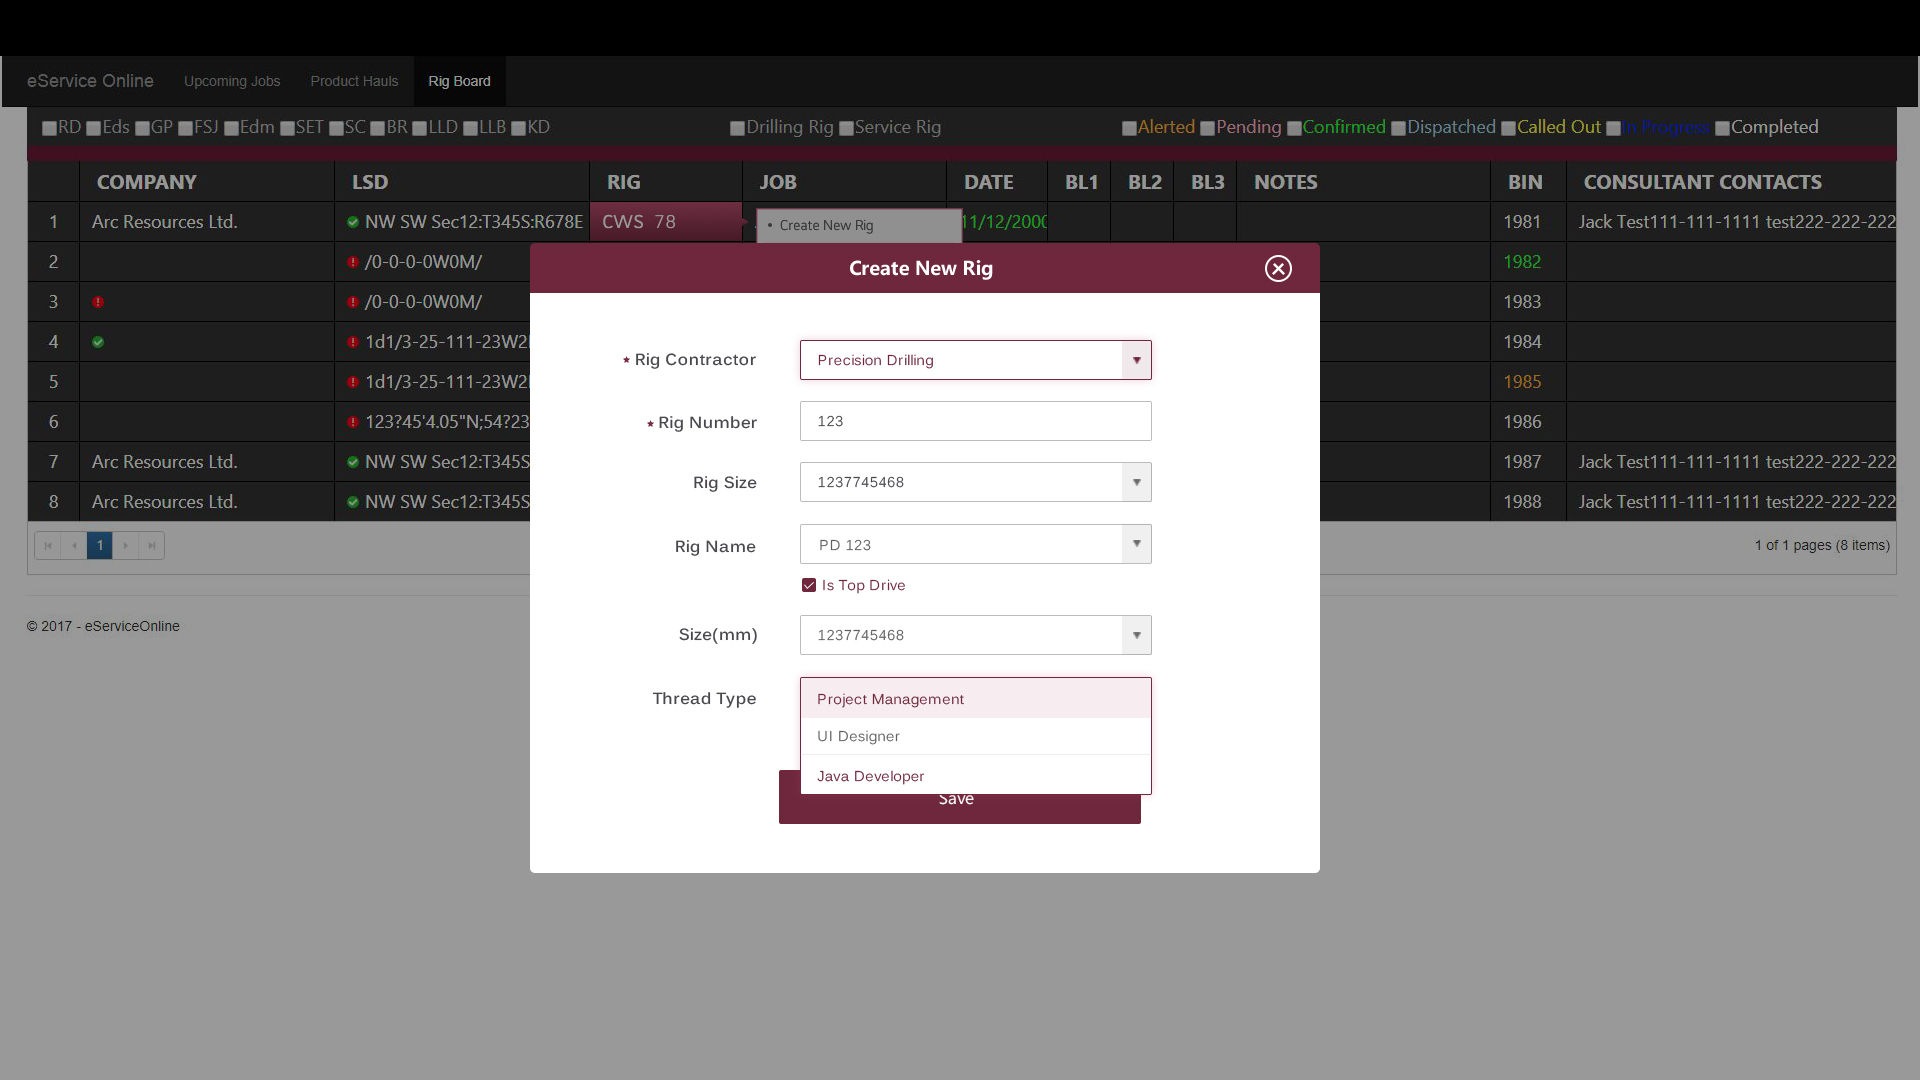 eService Online Upcoming Jobs Product Hauls Rig Board
RD Eds GP FSJ Edm SET SC BR LLD LLB KD Drilling Rig Service Rig Alerted Pending Confirmed Dispatched Called Out In Progress Completed
COMPANY LSD RIG JOB DATE BL1 BL2 BL3 NOTES BIN CONSULTANT CONTACTS
1 Arc Resources Ltd. NW SW Sec12:T345S:R678E CWS 78 • Create New Rig 11/12/2000 1981 Jack Test111-111-1111 test222-222-222
2 /0-0-0-0W0M/ 1982
3 /0-0-0-0W0M/ 1983
4 1d1/3-25-111-23W2 1984
5 1d1/3-25-111-23W2 1985
6 123?45'4.05"N;54?23 1986
7 Arc Resources Ltd. NW SW Sec12:T345S 1987 Jack Test111-111-1111 test222-222-222
8 Arc Resources Ltd. NW SW Sec12:T345S 1988 Jack Test111-111-1111 test222-222-222
1 1 of 1 pages (8 items)
© 2017 - eServiceOnline
Create New Rig
* Rig Contractor Precision Drilling
* Rig Number 123
Rig Size 1237745468
Rig Name PD 123
Is Top Drive
Size(mm) 1237745468
Thread Type Project Management
UI Designer
Java Developer
Save